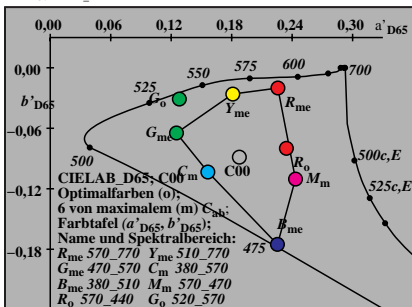 0,00 0,06 0,12 0,18 0,24 0,30 a'D65
0,00
b'D65
−0,06
−0,12
−0,18
525 550 575 600 700
500
500c,E
525c,E
475
Go
Yme
Rme
Gme
Cm
C00
Ro
Mm
Bme
CIELAB_D65; C00
Optimalfarben (o);
6 von maximalem (m) Cab;
Farbtafel (a'D65, b'D65);
Name und Spektralbereich:
Rme 570_770 Yme 510_770
Gme 470_570 Cm 380_570
Bme 380_510 Mm 570_470
Ro 570_440 Go 520_570